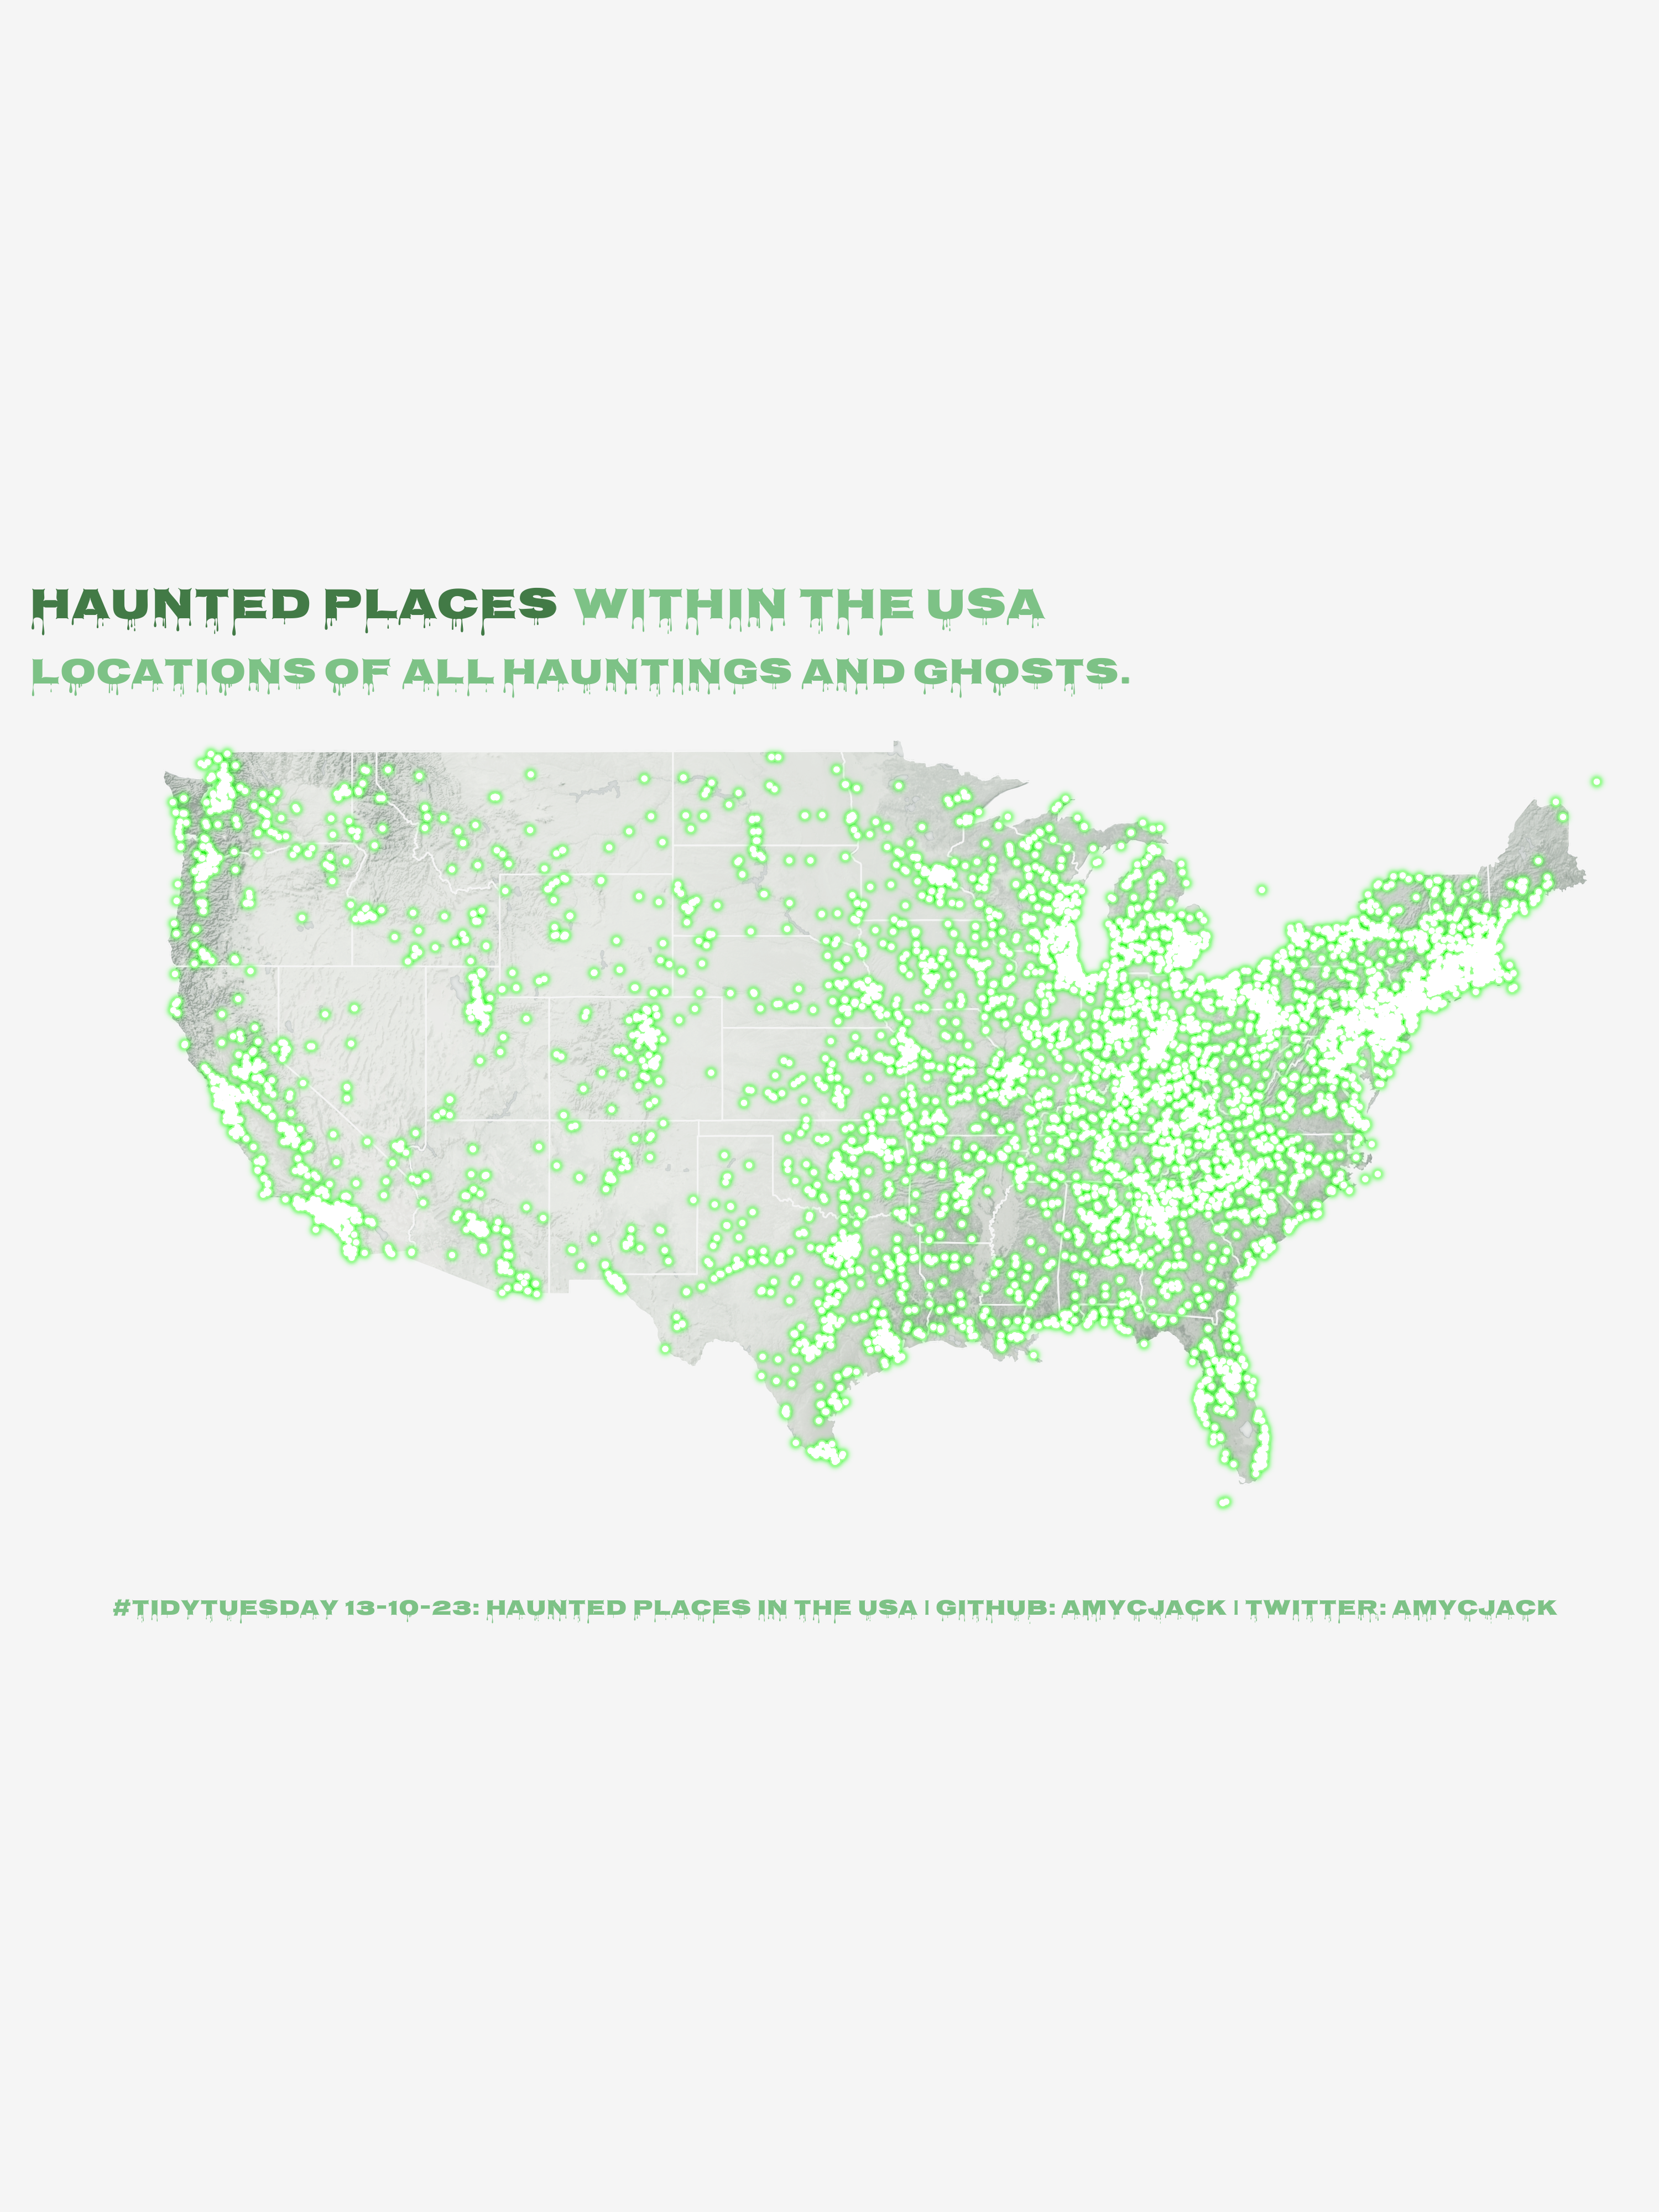 HAUNTED PLACES WITHIN THE USA
LOCATIONS OF ALL HAUNTINGS AND GHOSTS.
#TIDYTUESDAY 13-10-23: HAUNTED PLACES IN THE USA | GITHUB: AMYCJACK | TWITTER: AMYCJACK